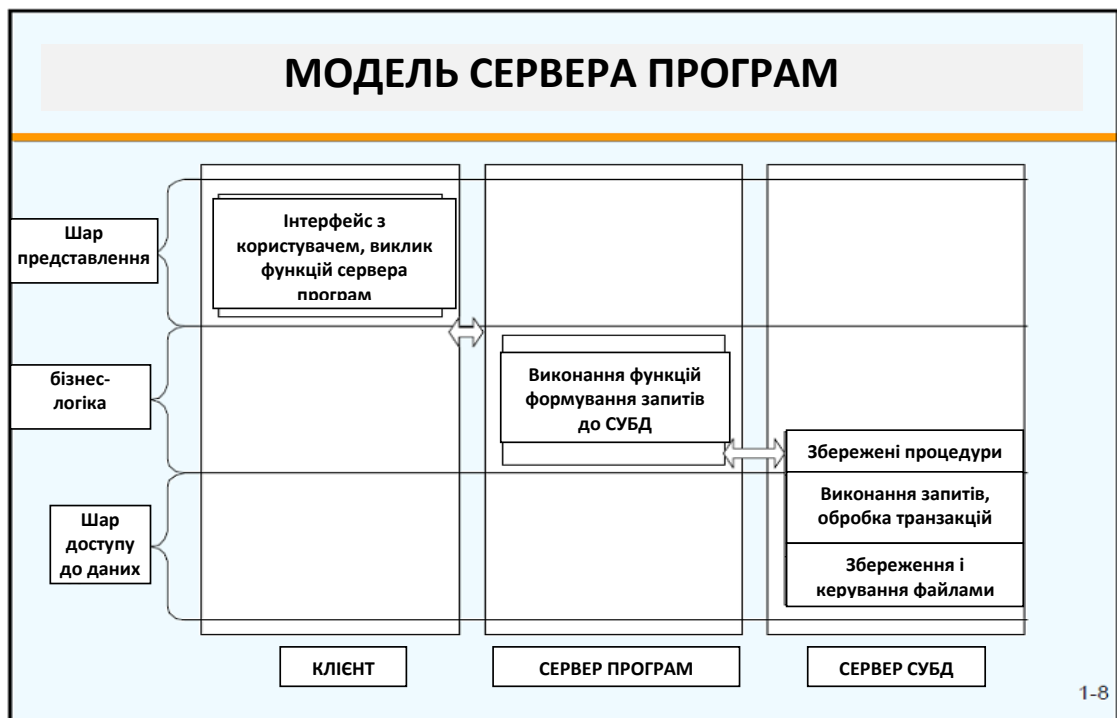 МОДЕЛЬ СЕРВЕРА ПРОГРАМ
Шар
представлення
Інтерфейс з
користувачем, виклик
функцій сервера
програм
бізнес-
логіка
Виконання функцій
формування запитів
до СУБД
Збережені процедури
Виконання запитів,
обробка транзакцій
Шар
доступу
до даних
Збереження і
керування файлами
КЛІЄНТ
СЕРВЕР ПРОГРАМ
СЕРВЕР СУБД
1-8